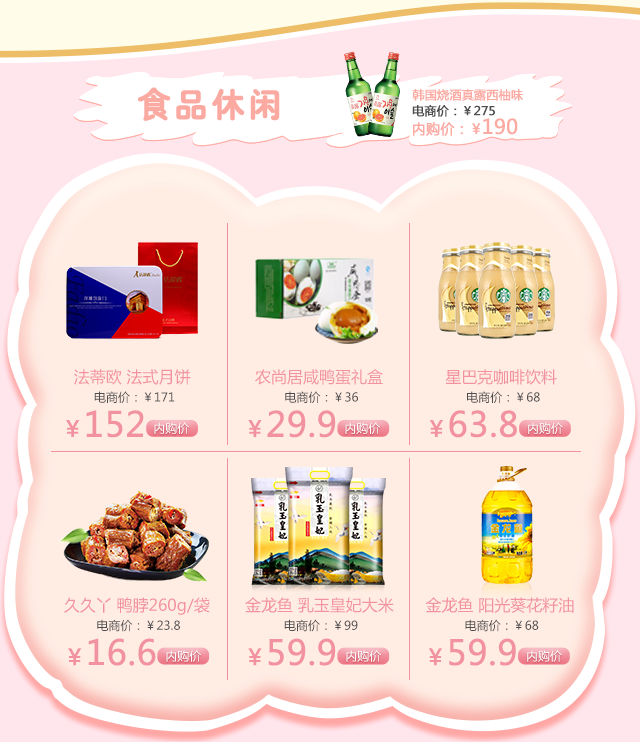 食品休闲
韩国烧酒真露西柚味
电商价：￥275
内购价：￥190
法蒂欧 法式月饼
电商价：￥171
￥152 内购价
农尚居咸鸭蛋礼盒
电商价：￥36
￥29.9 内购价
星巴克咖啡饮料
电商价：￥68
￥63.8 内购价
乳玉皇妃
久久丫 鸭脖260g/袋
电商价：￥23.8
￥16.6 内购价
金龙鱼 乳玉皇妃大米
电商价：￥99
￥59.9 内购价
金龙鱼 阳光葵花籽油
电商价：￥68
￥59.9 内购价